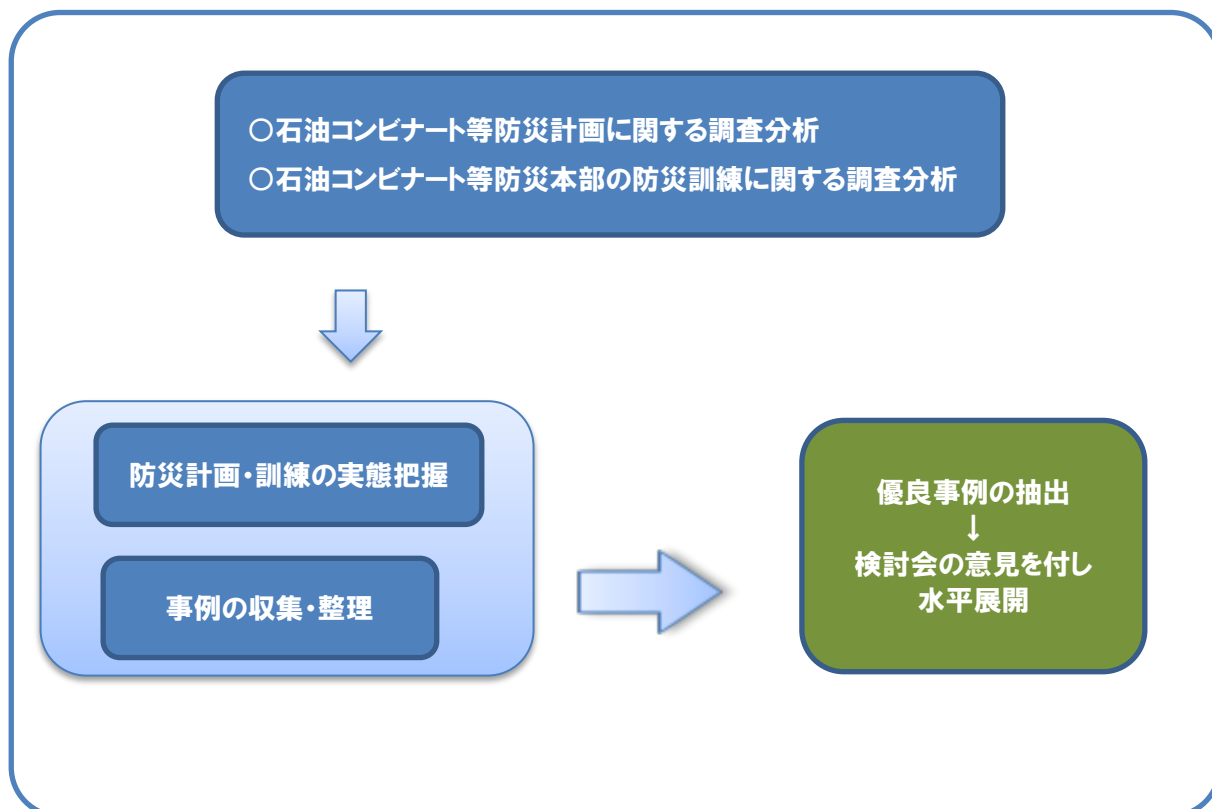 ○石油コンビナート等防災計画に関する調査分析
○石油コンビナート等防災本部の防災訓練に関する調査分析
防災計画・訓練の実態把握
事例の収集・整理
優良事例の抽出
↓
検討会の意見を付し
水平展開